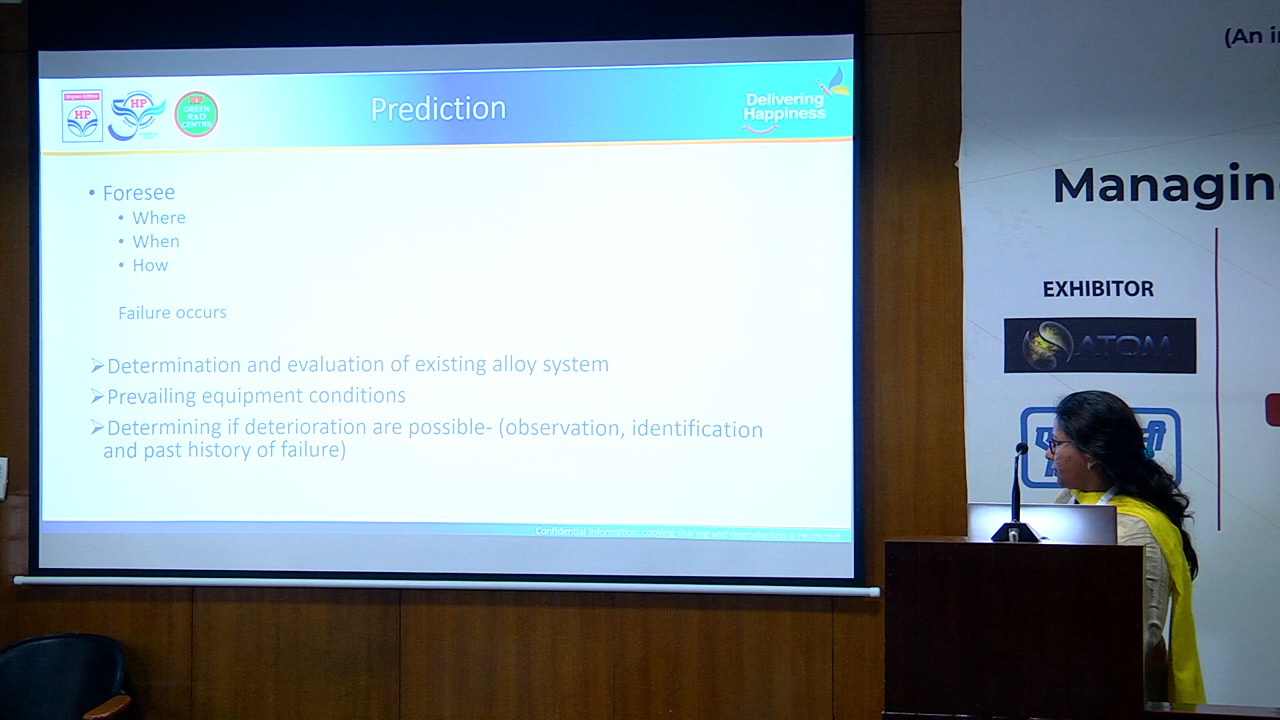 HP
HP
HP
GREEN
R&D
CENTRE
Prediction
Delivering
Happiness
• Foresee
• Where
• When
• How
Failure occurs
➢Determination and evaluation of existing alloy system
➢Prevailing equipment conditions
➢Determining if deterioration are possible- (observation, identification
and past history of failure)
Confidential information, copying sharing and reproduction is restricted
(An i
Managin
EXHIBITOR
ATOM